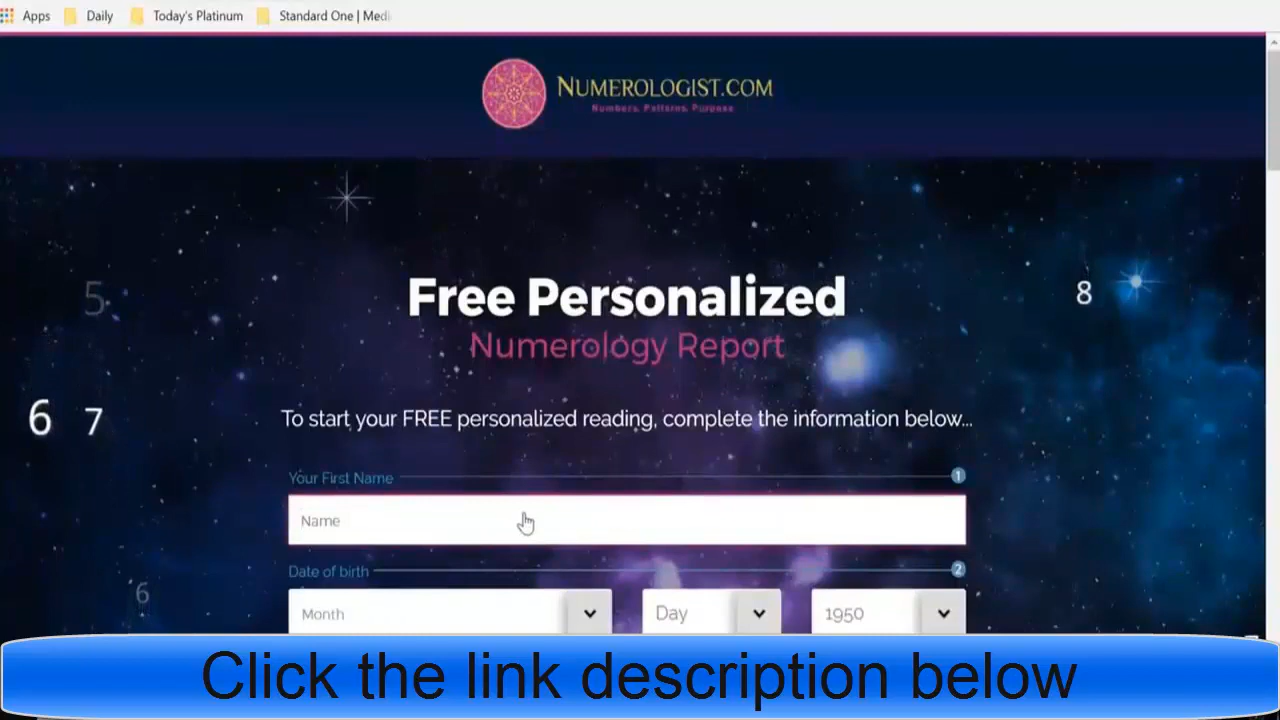 Apps Daily Today's Platinum Standard One | Medi
NUMEROLOGIST.COM
Numbers. Patterns. Purpose
5
8
Free Personalized
Numerology Report
6 7
To start your FREE personalized reading, complete the information below...
Your First Name 1
Name
Date of birth 2
6
Month Day 1950
Click the link description below